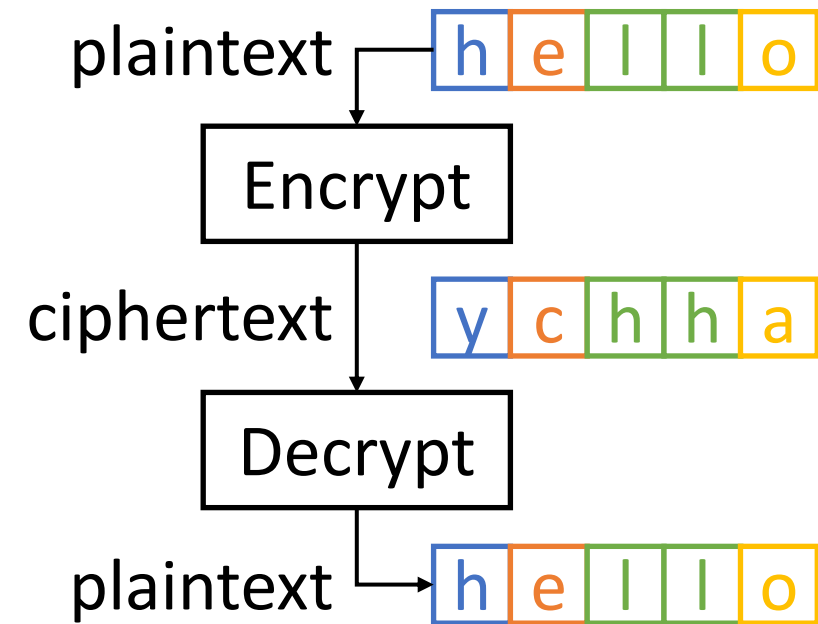 plaintext h e l l o
Encrypt
ciphertext y c h h a
Decrypt
plaintext h e l l o